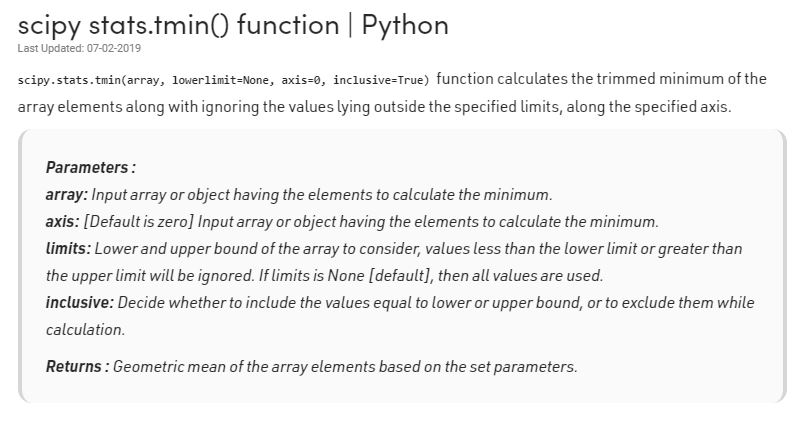 scipy stats.tmin() function | Python
Last Updated: 07-02-2019
scipy.stats.tmin(array, lowerlimit=None, axis=0, inclusive=True) function calculates the trimmed minimum of the
array elements along with ignoring the values lying outside the specified limits, along the specified axis.
Parameters :
array: Input array or object having the elements to calculate the minimum.
axis: [Default is zero] Input array or object having the elements to calculate the minimum.
limits: Lower and upper bound of the array to consider, values less than the lower limit or greater than
the upper limit will be ignored. If limits is None [default], then all values are used.
inclusive: Decide whether to include the values equal to lower or upper bound, or to exclude them while
calculation.
Returns : Geometric mean of the array elements based on the set parameters.